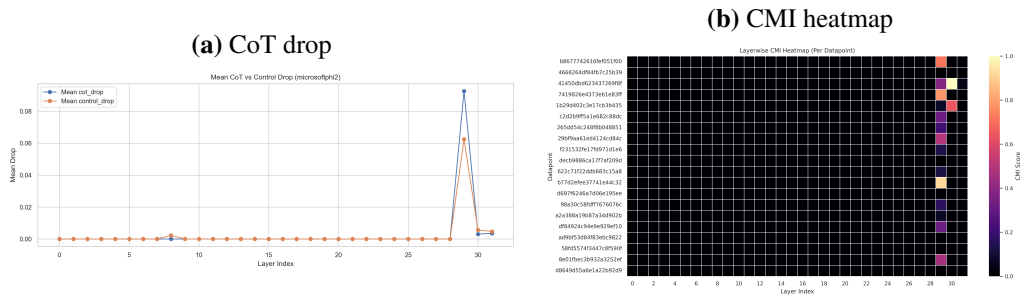 (a) CoT drop
Mean CoT vs Control Drop (microsoftphi2)
Mean cot_drop
Mean control_drop
Mean Drop
0.08
0.06
0.04
0.02
0.00
0 5 10 15 20 25 30
Layer Index
(b) CMI heatmap
Layerwise CMI Heatmap (Per Datapoint)
Datapoint
b8677742616fef051f00
4668264df84fb7c25b39
41450dbd623437269f8f
7419826e4373eb1e83ff
1b29d402c3e17cb3b435
c2d2b9ff5a1e682c88dc
265dd54c248f8b048851
29bf9aa61ed4124cd84c
f231532fe17fd971d1e6
decb9886ca17f7af209d
622c71f22ddb683c15a8
b77d2efee37741e44c32
d697f6246a7d06e195ee
98a30c58fdff7676076c
a2a388a19b87a34d902b
df84924c94e9e929ef10
ad9bf53d84f83ebc9822
58fd5574f3447c8f590f
8e01fbec3b932a3252ef
d8649d55a6e1a22b92d9
0 2 4 6 8 10 12 14 16 18 20 22 24 26 28 30
Layer Index
1.0
0.8
0.6
0.4
0.2
0.0
CMI Score